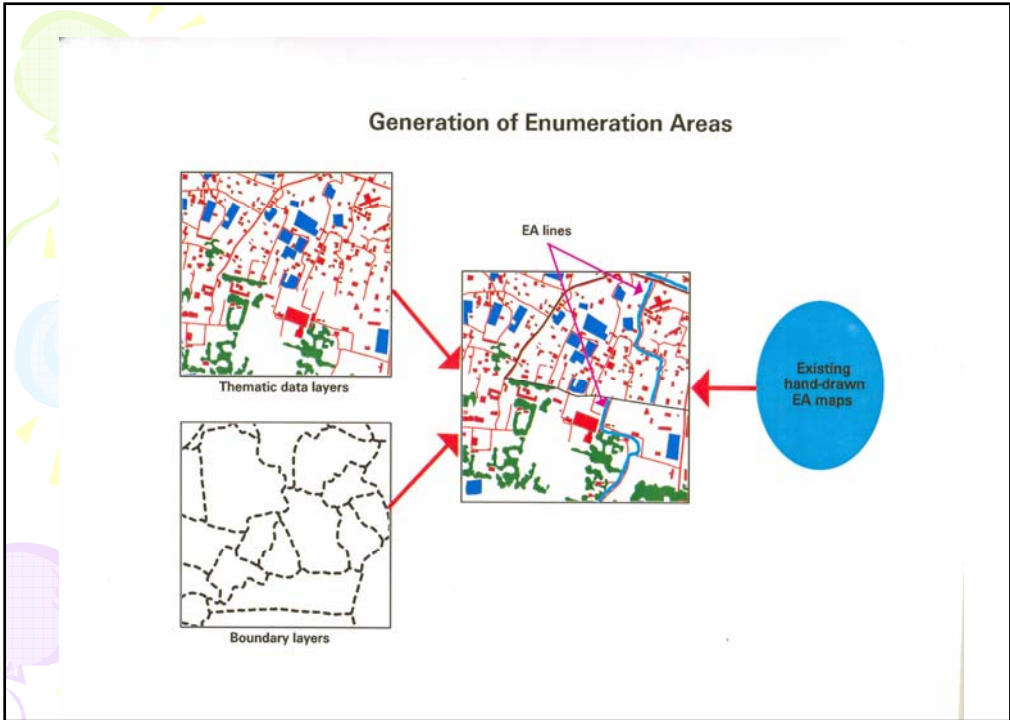 Generation of Enumeration Areas
EA lines
Thematic data layers
Existing
hand-drawn
EA maps
Boundary layers